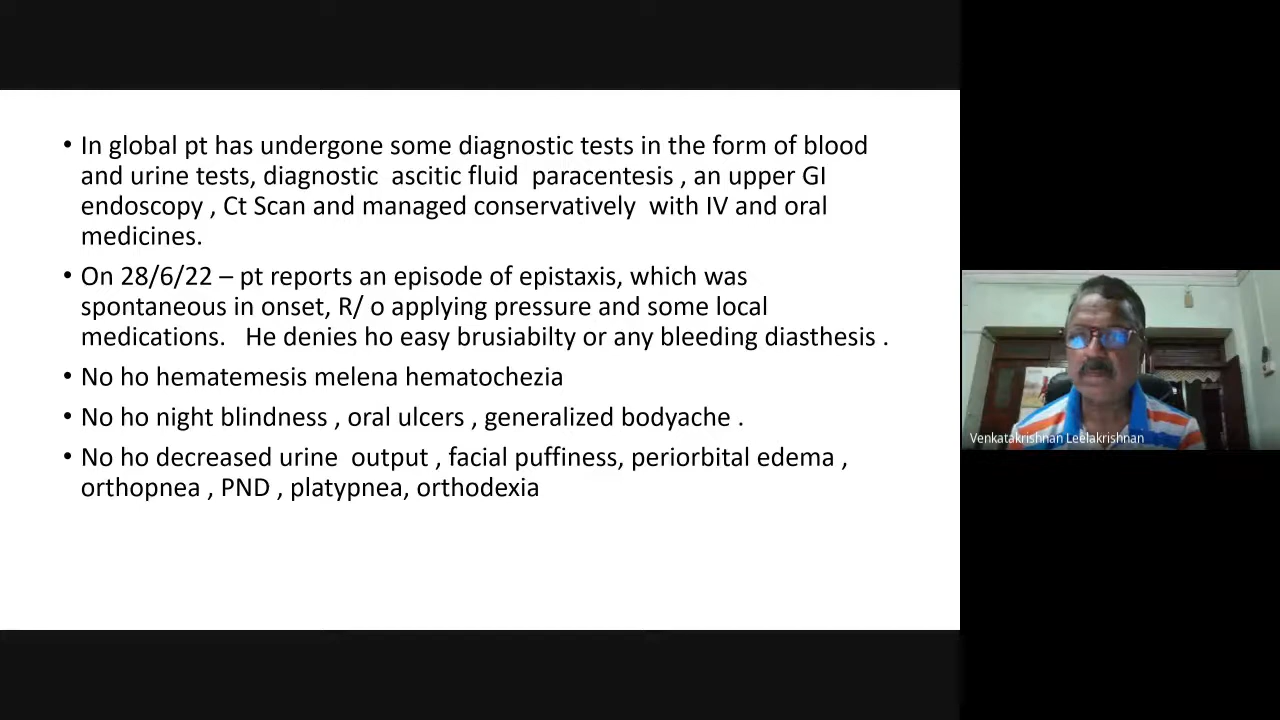 • In global pt has undergone some diagnostic tests in the form of blood
and urine tests, diagnostic ascitic fluid paracentesis , an upper GI
endoscopy , Ct Scan and managed conservatively with IV and oral
medicines.
• On 28/6/22 – pt reports an episode of epistaxis, which was
spontaneous in onset, R/ o applying pressure and some local
medications. He denies ho easy brusiabilty or any bleeding diasthesis .
• No ho hematemesis melena hematochezia
• No ho night blindness , oral ulcers , generalized bodyache .
• No ho decreased urine output , facial puffiness, periorbital edema ,
orthopnea , PND , platypnea, orthodexia
Venkatakrishnan Leelakrishnan